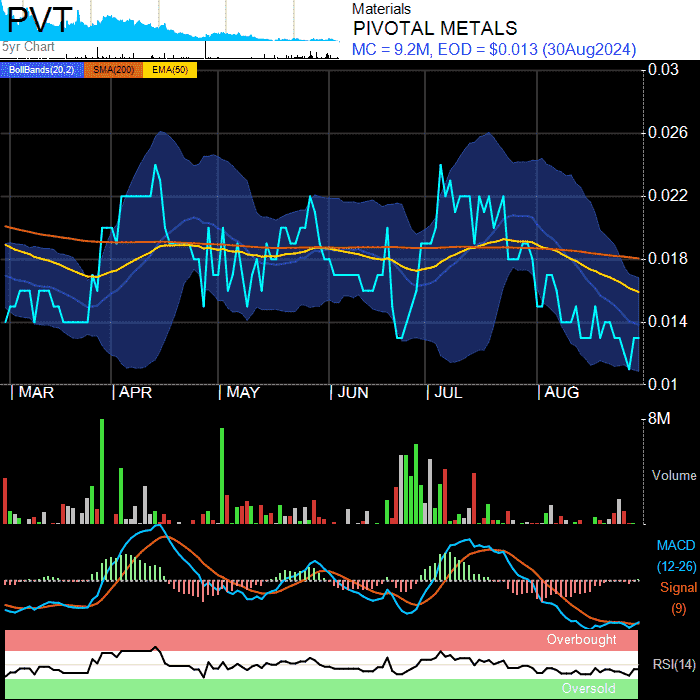 PVT
5yr Chart
Materials
PIVOTAL METALS
MC = 9.2M, EOD = $0.013 (30Aug2024)
BollBands(20,2) SMA(200) EMA(50)
0.03
0.026
0.022
0.018
0.014
0.01
MAR APR MAY JUN JUL AUG
8M
Volume
MACD
(12-26)
Signal
(9)
Overbought
RSI(14)
Oversold